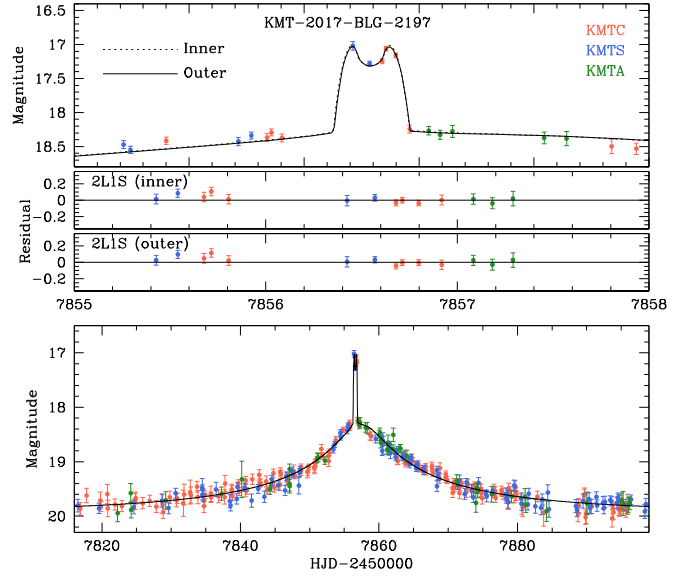 KMT-2017-BLG-2197
Inner
Outer
KMTC
KMTS
KMTA
Magnitude
16.5
17
17.5
18
18.5
2L1S (inner)
0.2
0
-0.2
2L1S (outer)
0.2
0
-0.2
Residual
7855
7856
7857
7858
Magnitude
17
18
19
20
7820
7840
7860
7880
HJD-2450000